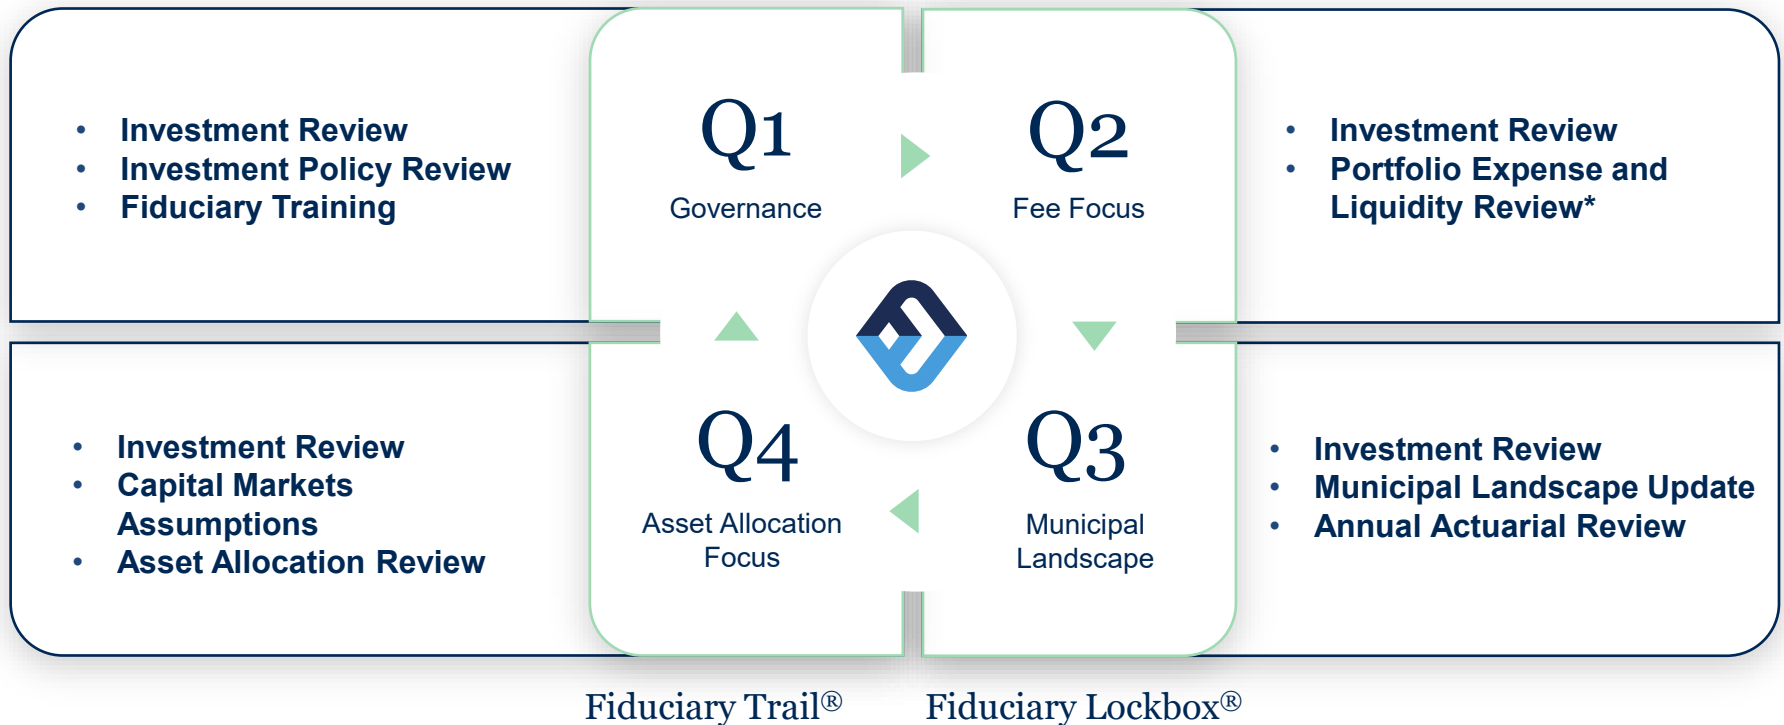 • Investment Review
• Investment Policy Review
• Fiduciary Training
Q1
Governance
Q2
Fee Focus
• Investment Review
• Portfolio Expense and
Liquidity Review*
• Investment Review
• Capital Markets
Assumptions
• Asset Allocation Review
Q4
Asset Allocation
Focus
Q3
Municipal
Landscape
• Investment Review
• Municipal Landscape Update
• Annual Actuarial Review
Fiduciary Trail®
Fiduciary Lockbox®